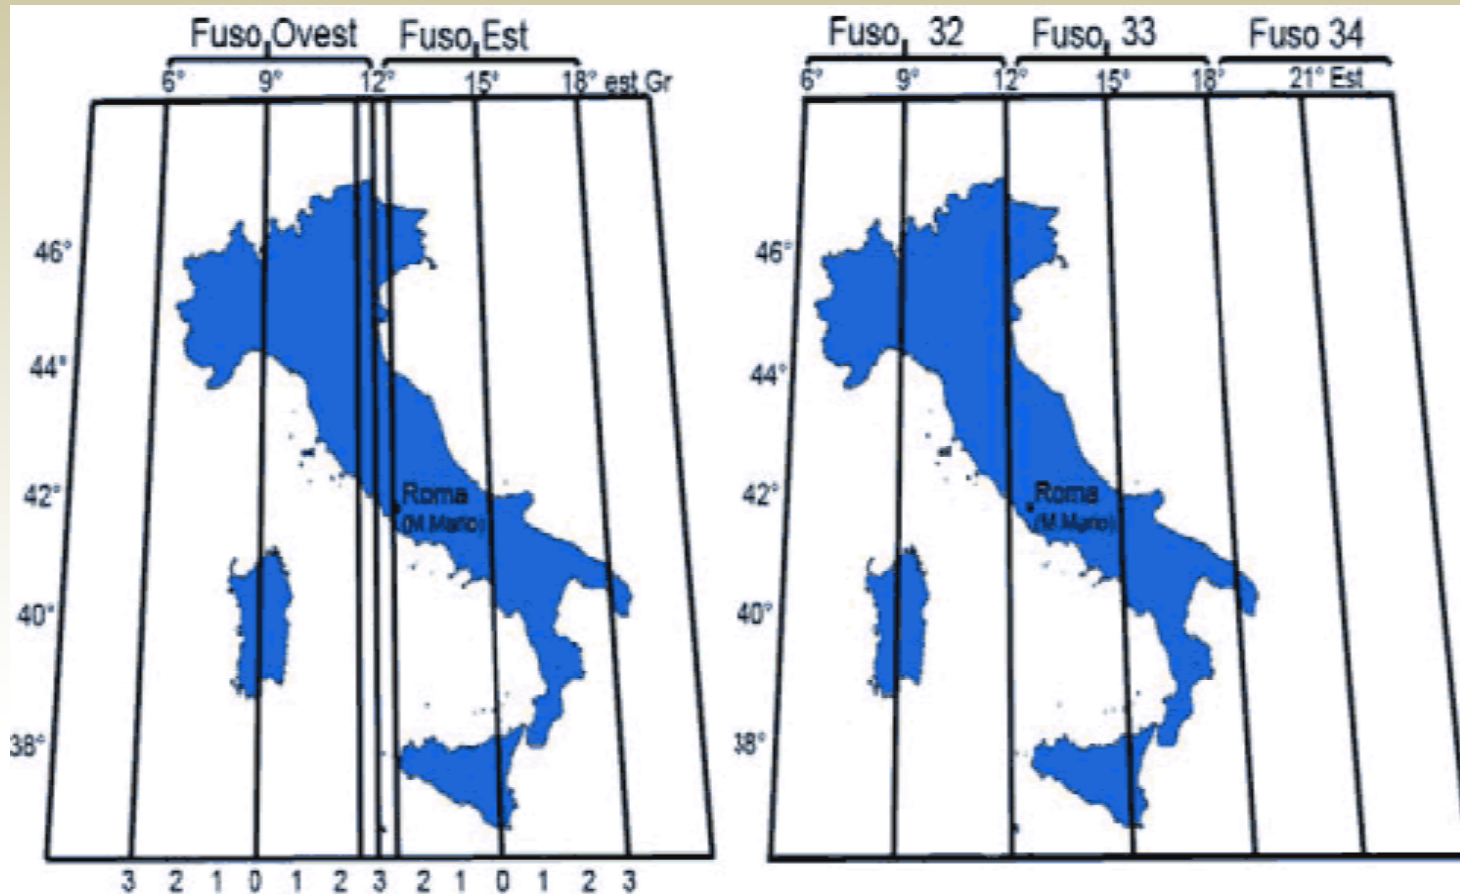 Fuso Ovest Fuso Est
6° 9° 12° 15° 18° est Gr
46°
44°
42°
Roma
(M.Mario)
40°
38°
3 2 1 0 1 2 3 2 1 0 1 2 3
Fuso 32 Fuso 33 Fuso 34
6° 9° 12° 15° 18° 21° Est
46°
44°
42°
Roma
(M.Mario)
40°
38°